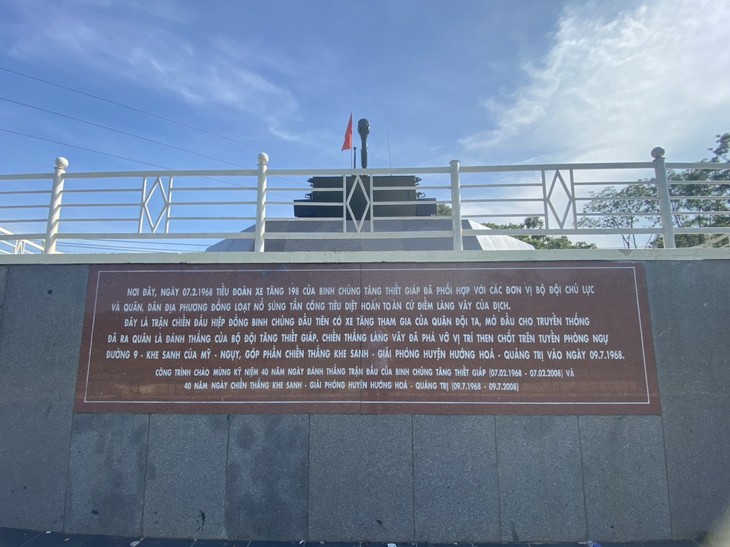 NƠI ĐÂY, NGÀY 07.2.1968 TIỂU ĐOÀN XE TĂNG 198 CỦA BINH CHỦNG TĂNG THIẾT GIÁP ĐÃ PHỐI HỢP VỚI CÁC ĐƠN VỊ BỘ ĐỘI CHỦ LỰC
VÀ QUÂN, DÂN ĐỊA PHƯƠNG ĐỒNG LOẠT NỔ SÚNG TẤN CÔNG TIÊU DIỆT HOÀN TOÀN CỨ ĐIỂM LÀNG VÂY CỦA ĐỊCH.
ĐÂY LÀ TRẬN CHIẾN ĐẤU HIỆP ĐỒNG BINH CHỦNG ĐẦU TIÊN CÓ XE TĂNG THAM GIA CỦA QUÂN ĐỘI TA, MỞ ĐẦU CHO TRUYỀN THỐNG
ĐÃ RA QUÂN LÀ ĐÁNH THẮNG CỦA BỘ ĐỘI TĂNG THIẾT GIÁP. CHIẾN THẮNG LÀNG VÂY ĐÃ PHÁ VỠ VỊ TRÍ THEN CHỐT TRÊN TUYẾN PHÒNG NGỰ
ĐƯỜNG 9 - KHE SANH CỦA MỸ - NGỤY, GÓP PHẦN CHIẾN THẮNG KHE SANH - GIẢI PHÓNG HUYỆN HƯỚNG HOÁ - QUẢNG TRỊ VÀO NGÀY 09.7.1968.
CÔNG TRÌNH CHÀO MỪNG KỶ NIỆM 40 NĂM NGÀY ĐÁNH THẮNG TRẬN ĐẦU CỦA BINH CHỦNG TĂNG THIẾT GIÁP (07.02.1968 - 07.02.2008) VÀ
40 NĂM NGÀY CHIẾN THẮNG KHE SANH - GIẢI PHÓNG HUYỆN HƯỚNG HOÁ - QUẢNG TRỊ (09.7.1968 - 09.7.2008)